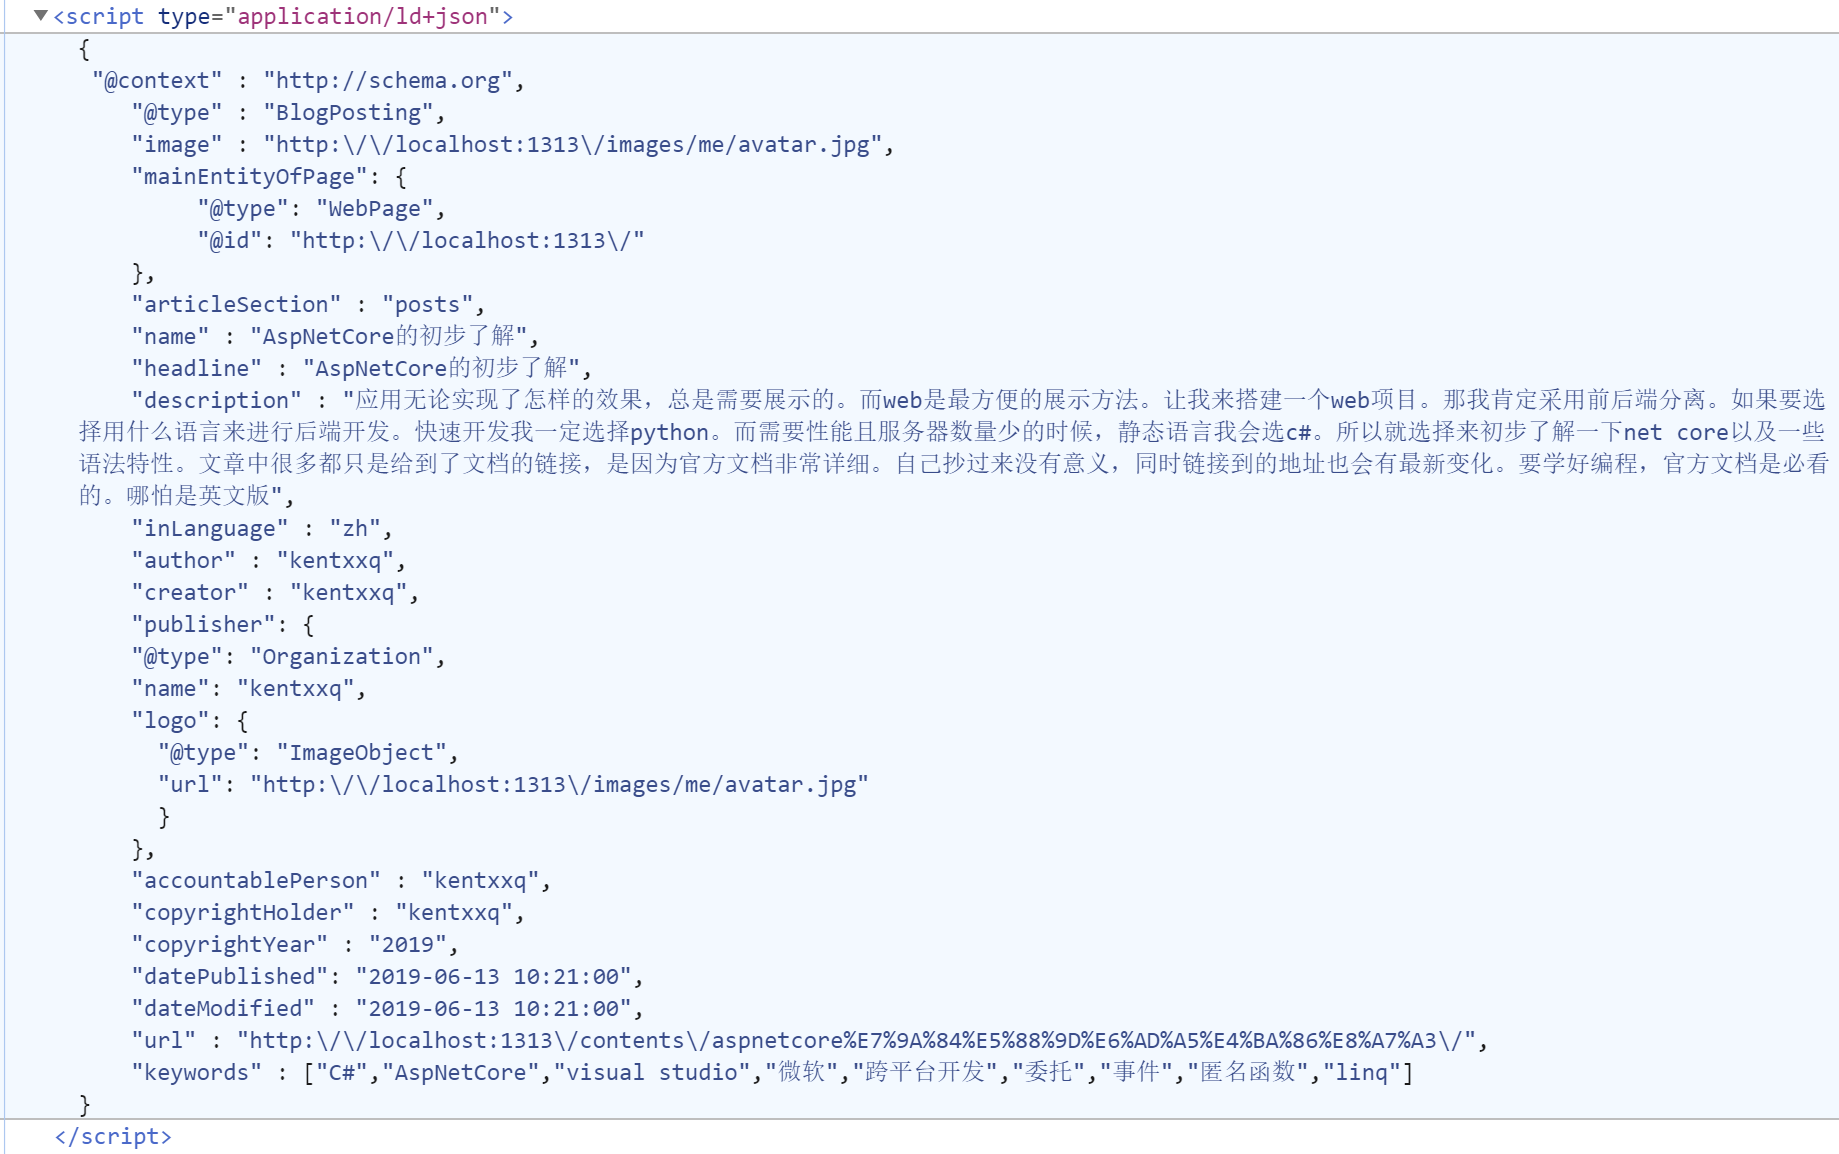 ▼<script type="application/ld+json">
{
"@context" : "http://schema.org",
"@type" : "BlogPosting",
"image" : "http:\/\/localhost:1313\/images/me/avatar.jpg",
"mainEntityOfPage": {
"@type": "WebPage",
"@id": "http:\/\/localhost:1313\/"
},
"articleSection" : "posts",
"name" : "AspNetCore的初步了解",
"headline" : "AspNetCore的初步了解",
"description" : "应用无论实现了怎样的效果，总是需要展示的。而web是最方便的展示方法。让我来搭建一个web项目。那我肯定采用前后端分离。如果要选
择用什么语言来进行后端开发。快速开发我一定选择python。而需要性能且服务器数量少的时候，静态语言我会选c#。所以就选择来初步了解一下net core以及一些
语法特性。文章中很多都只是给到了文档的链接，是因为官方文档非常详细。自己抄过来没有意义，同时链接到的地址也会有最新变化。要学好编程，官方文档是必看
的。哪怕是英文版",
"inLanguage" : "zh",
"author" : "kentxxq",
"creator" : "kentxxq",
"publisher": {
"@type": "Organization",
"name": "kentxxq",
"logo": {
"@type": "ImageObject",
"url": "http:\/\/localhost:1313\/images/me/avatar.jpg"
}
},
"accountablePerson" : "kentxxq",
"copyrightHolder" : "kentxxq",
"copyrightYear" : "2019",
"datePublished": "2019-06-13 10:21:00",
"dateModified" : "2019-06-13 10:21:00",
"url" : "http:\/\/localhost:1313\/contents\/aspnetcore%E7%9A%84%E5%88%9D%E6%AD%A5%E4%BA%86%E8%A7%A3\/",
"keywords" : ["C#","AspNetCore","visual studio","微软","跨平台开发","委托","事件","匿名函数","linq"]
}
</script>